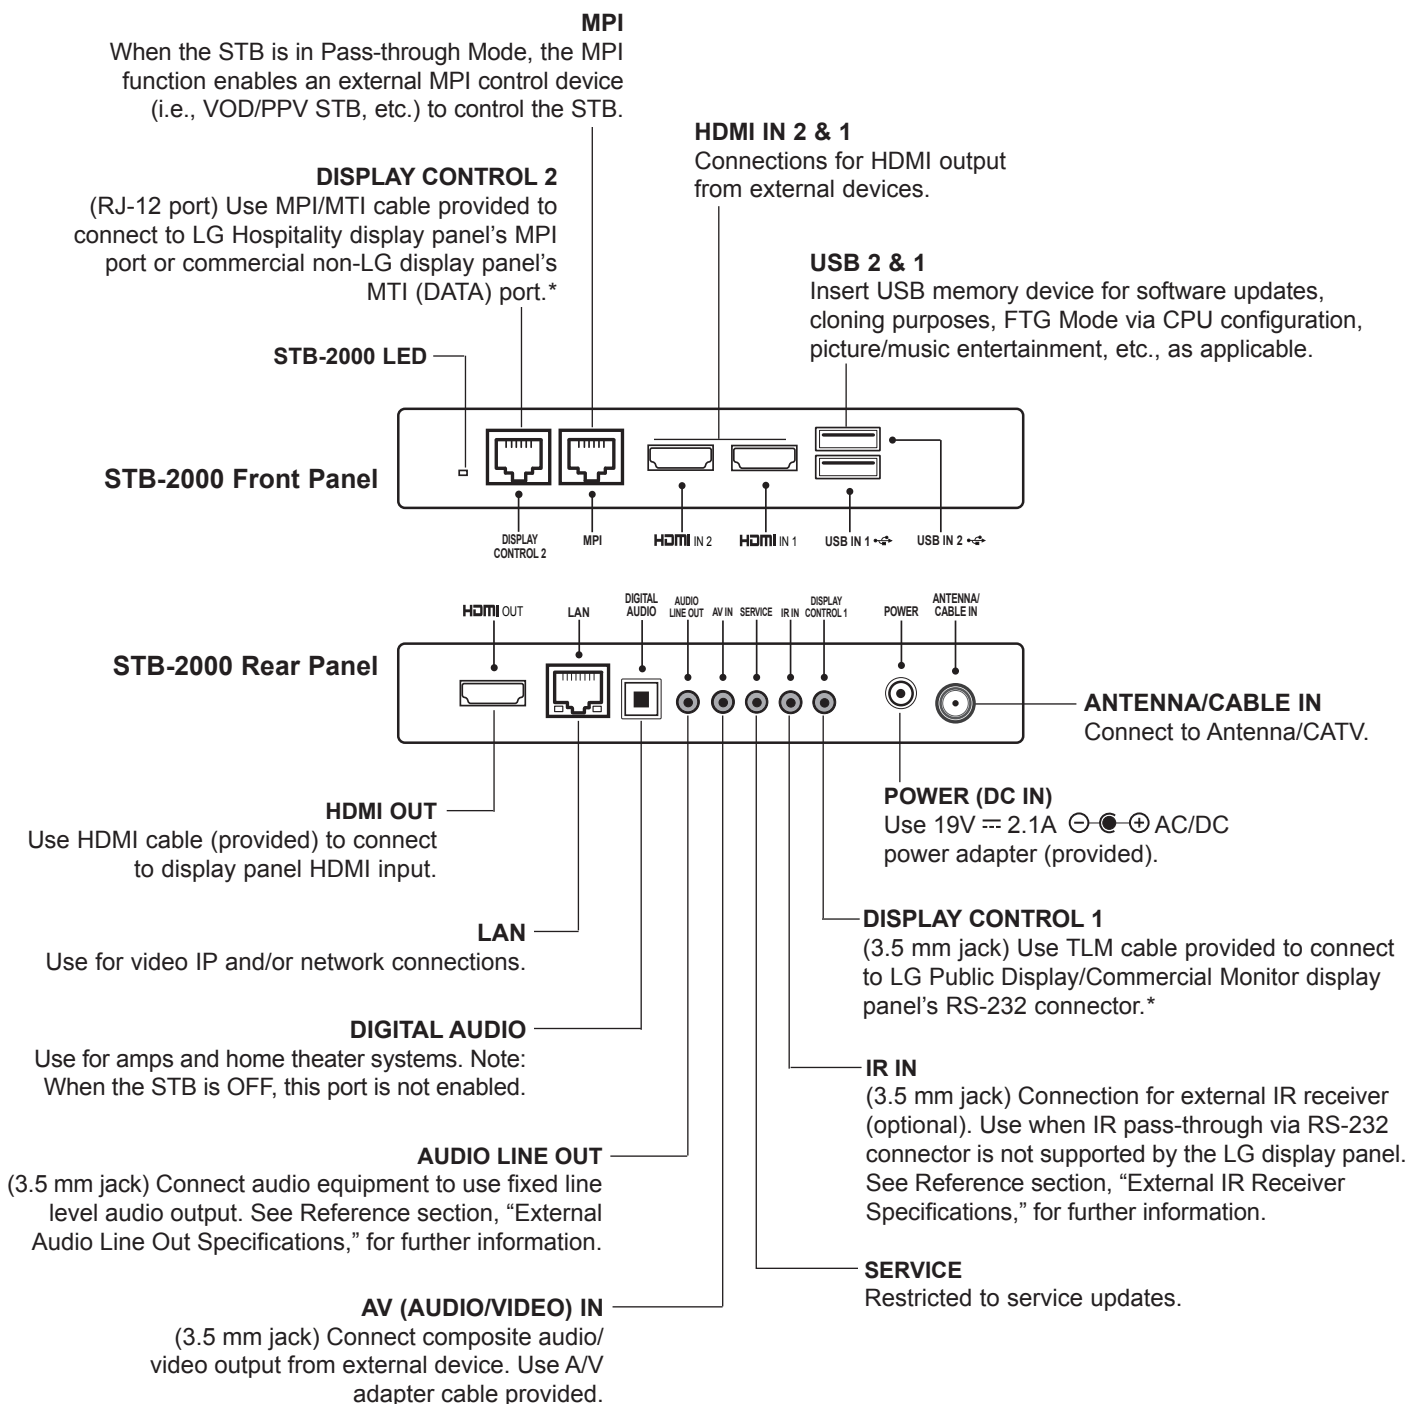 MPI
When the STB is in Pass-through Mode, the MPI
function enables an external MPI control device
(i.e., VOD/PPV STB, etc.) to control the STB.
HDMI IN 2 & 1
Connections for HDMI output
from external devices.
DISPLAY CONTROL 2
(RJ-12 port) Use MPI/MTI cable provided to
connect to LG Hospitality display panel's MPI
port or commercial non-LG display panel's
MTI (DATA) port.*
USB 2 & 1
Insert USB memory device for software updates,
cloning purposes, FTG Mode via CPU configuration,
picture/music entertainment, etc., as applicable.
STB-2000 LED
STB-2000 Front Panel
DISPLAY
CONTROL 2
MPI
HDMI IN 2
HDMI IN 1
USB IN 1
USB IN 2
HDMI OUT
LAN
DIGITAL
AUDIO
AUDIO
LINE OUT
AV IN
SERVICE
IR IN
DISPLAY
CONTROL 1
POWER
ANTENNA/
CABLE IN
STB-2000 Rear Panel
ANTENNA/CABLE IN
Connect to Antenna/CATV.
POWER (DC IN)
Use 19V ⎓ 2.1A AC/DC
power adapter (provided).
HDMI OUT
Use HDMI cable (provided) to connect
to display panel HDMI input.
DISPLAY CONTROL 1
(3.5 mm jack) Use TLM cable provided to connect
to LG Public Display/Commercial Monitor display
panel's RS-232 connector.*
LAN
Use for video IP and/or network connections.
DIGITAL AUDIO
Use for amps and home theater systems. Note:
When the STB is OFF, this port is not enabled.
IR IN
(3.5 mm jack) Connection for external IR receiver
(optional). Use when IR pass-through via RS-232
connector is not supported by the LG display panel.
See Reference section, “External IR Receiver
Specifications,” for further information.
AUDIO LINE OUT
(3.5 mm jack) Connect audio equipment to use fixed line
level audio output. See Reference section, “External
Audio Line Out Specifications,” for further information.
SERVICE
Restricted to service updates.
AV (AUDIO/VIDEO) IN
(3.5 mm jack) Connect composite audio/
video output from external device. Use A/V
adapter cable provided.